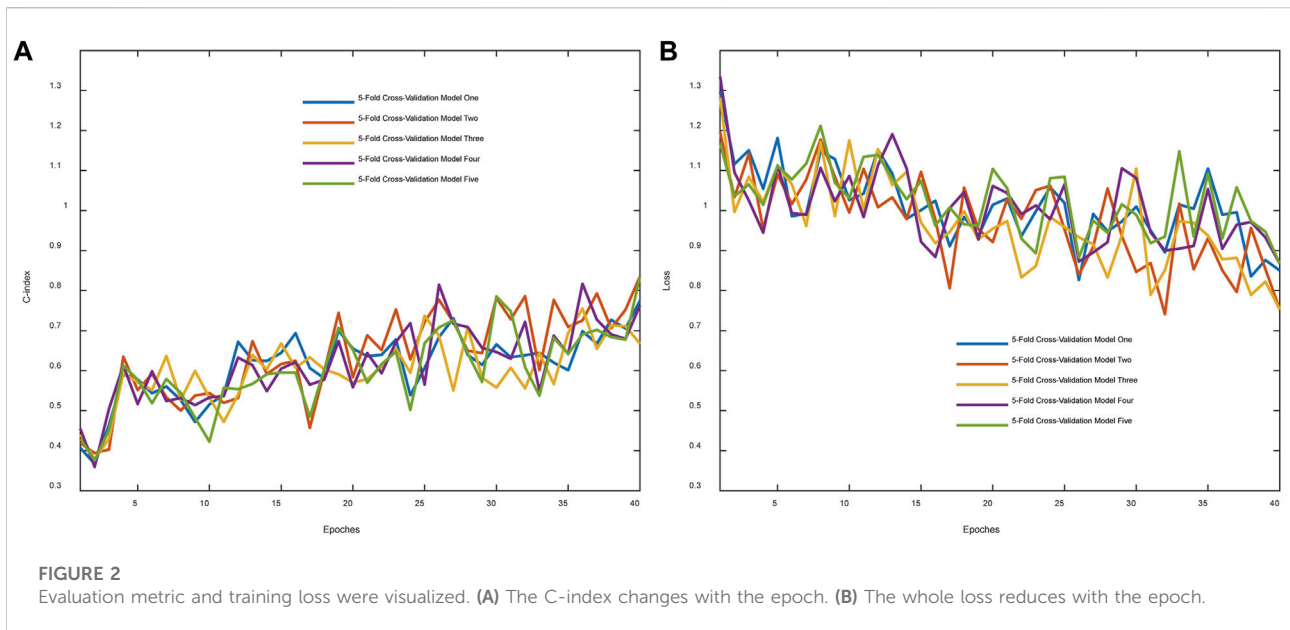 A
1.3
1.2
1.1
1
0.9
0.8
0.7
0.6
0.5
0.4
0.3
C-index
5-Fold Cross-Validation Model One
5-Fold Cross-Validation Model Two
5-Fold Cross-Validation Model Three
5-Fold Cross-Validation Model Four
5-Fold Cross-Validation Model Five
5 10 15 20 25 30 35 40
Epoches
B
1.3
1.2
1.1
1
0.9
0.8
0.7
0.6
0.5
0.4
0.3
Loss
5-Fold Cross-Validation Model One
5-Fold Cross-Validation Model Two
5-Fold Cross-Validation Model Three
5-Fold Cross-Validation Model Four
5-Fold Cross-Validation Model Five
5 10 15 20 25 30 35 40
Epoches
FIGURE 2
Evaluation metric and training loss were visualized. (A) The C-index changes with the epoch. (B) The whole loss reduces with the epoch.